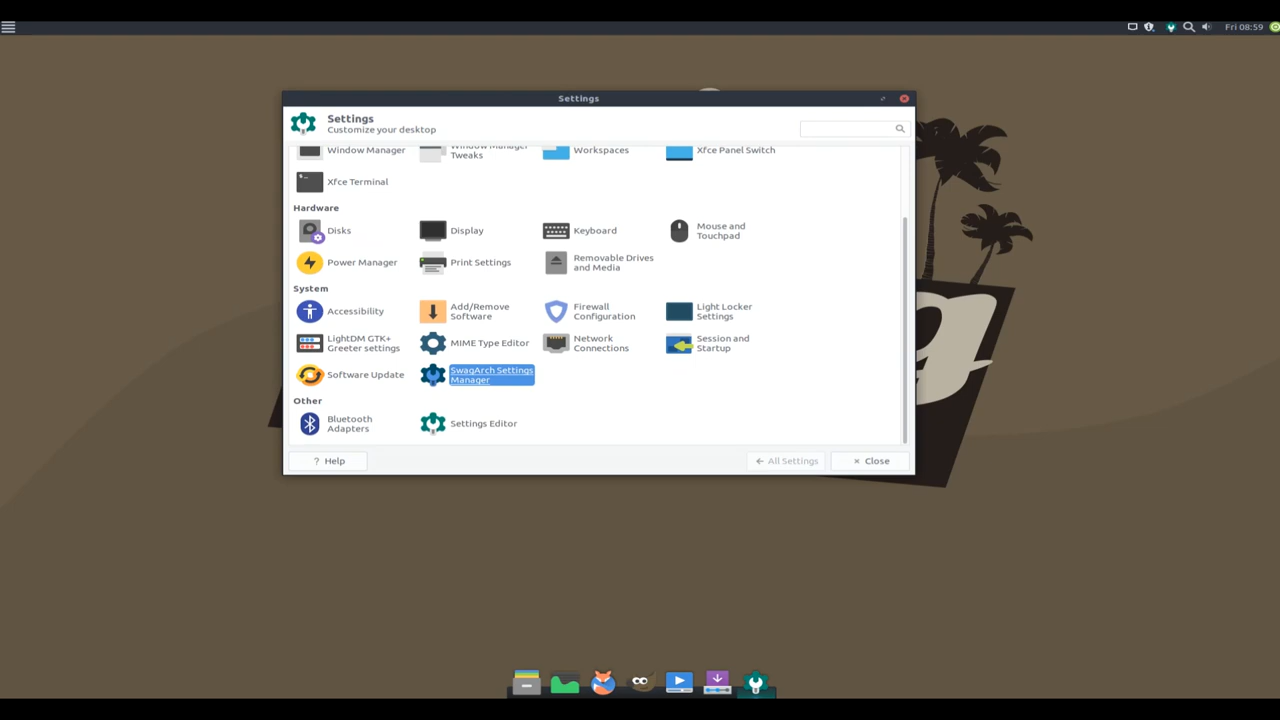 Fri 08:59
Settings
Settings
Customize your desktop
Window Manager
Window Manager
Tweaks
Workspaces
Xfce Panel Switch
Xfce Terminal
Hardware
Disks
Display
Keyboard
Mouse and
Touchpad
Power Manager
Print Settings
Removable Drives
and Media
System
Accessibility
Add/Remove
Software
Firewall
Configuration
Light Locker
Settings
LightDM GTK+
Greeter settings
MIME Type Editor
Network
Connections
Session and
Startup
Software Update
SwagArch Settings
Manager
Other
Bluetooth
Adapters
Settings Editor
? Help
All Settings
Close